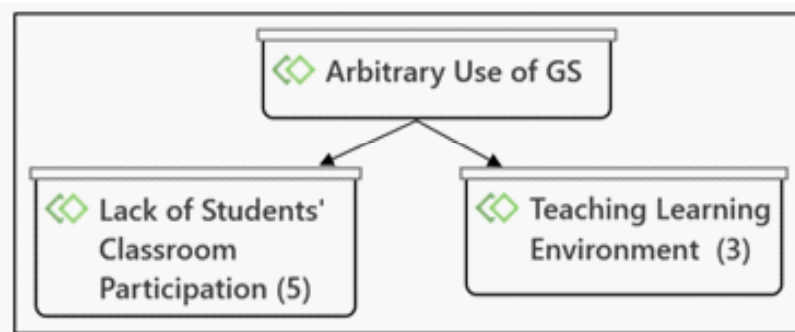 Arbitrary Use of GS
Lack of Students'
Classroom
Participation (5)
Teaching Learning
Environment (3)